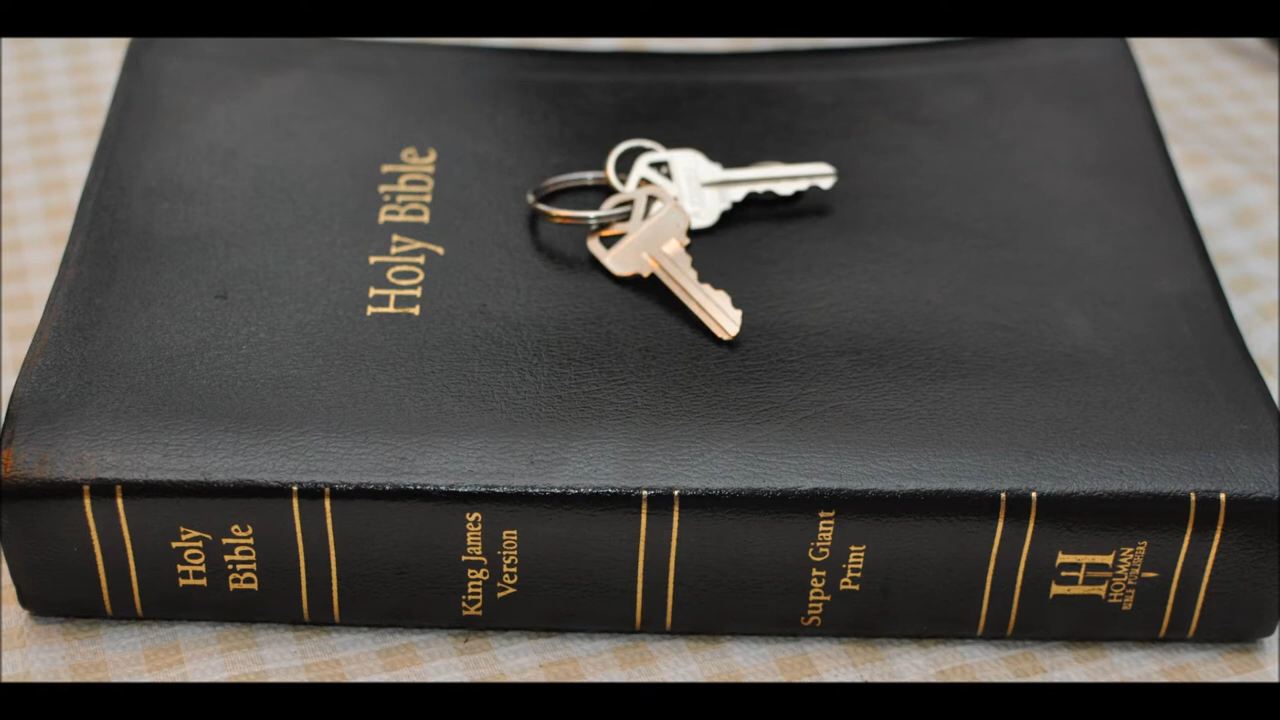 Holy Bible
Holy
Bible
King James
Version
Super Giant
Print
HOLMAN
BIBLE PUBLISHERS